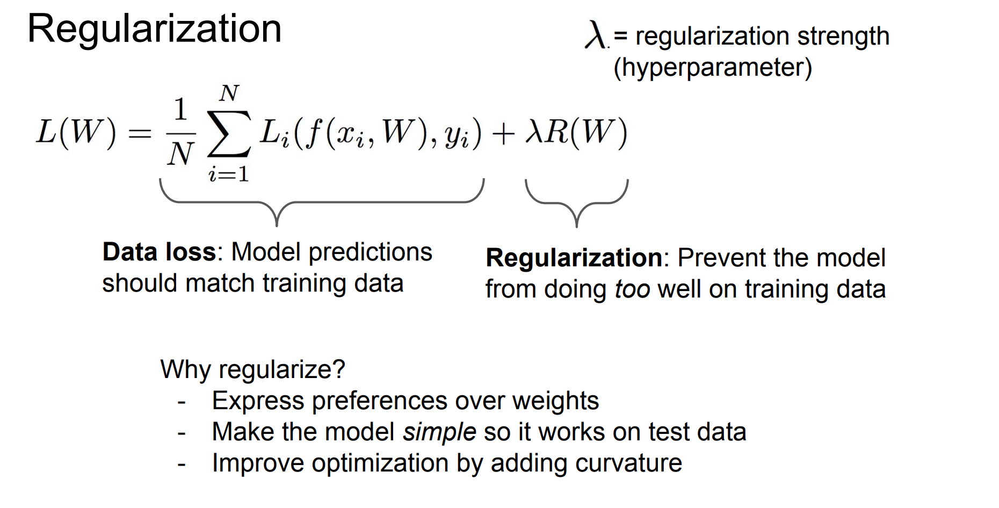 Regularization
λ. = regularization strength
(hyperparameter)
L(W) = \frac{1}{N} \sum_{i=1}^{N} L_i(f(x_i, W), y_i) + λR(W)
Data loss: Model predictions
should match training data
Regularization: Prevent the model
from doing too well on training data
Why regularize?
- Express preferences over weights
- Make the model simple so it works on test data
- Improve optimization by adding curvature